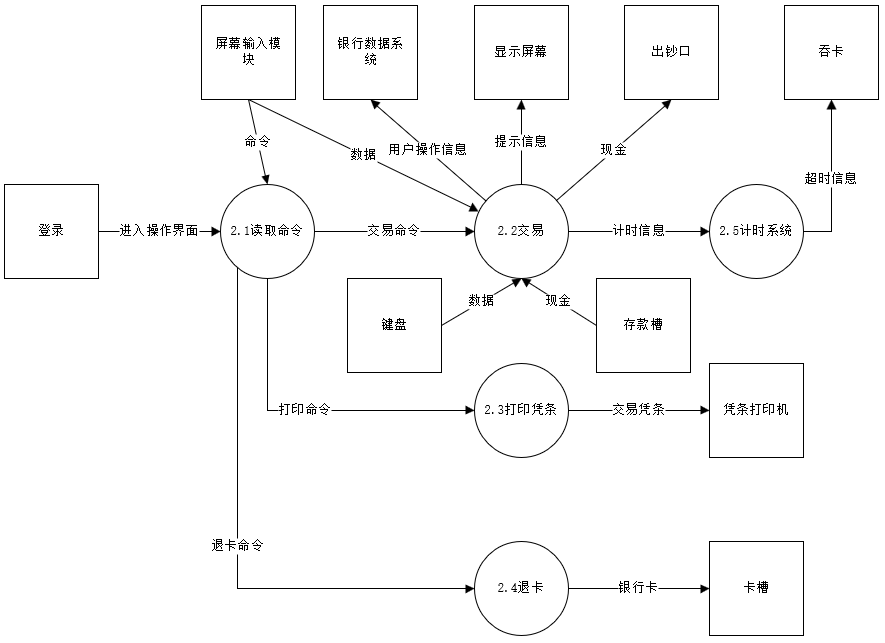 屏幕输入模
块
银行数据系
统
显示屏幕
出钞口
吞卡
命令
数据
用户操作信息
提示信息
现金
超时信息
登录
进入操作界面
2.1读取命令
交易命令
2.2交易
计时信息
2.5计时系统
数据
现金
键盘
存款槽
打印命令
2.3打印凭条
交易凭条
凭条打印机
退卡命令
2.4退卡
银行卡
卡槽